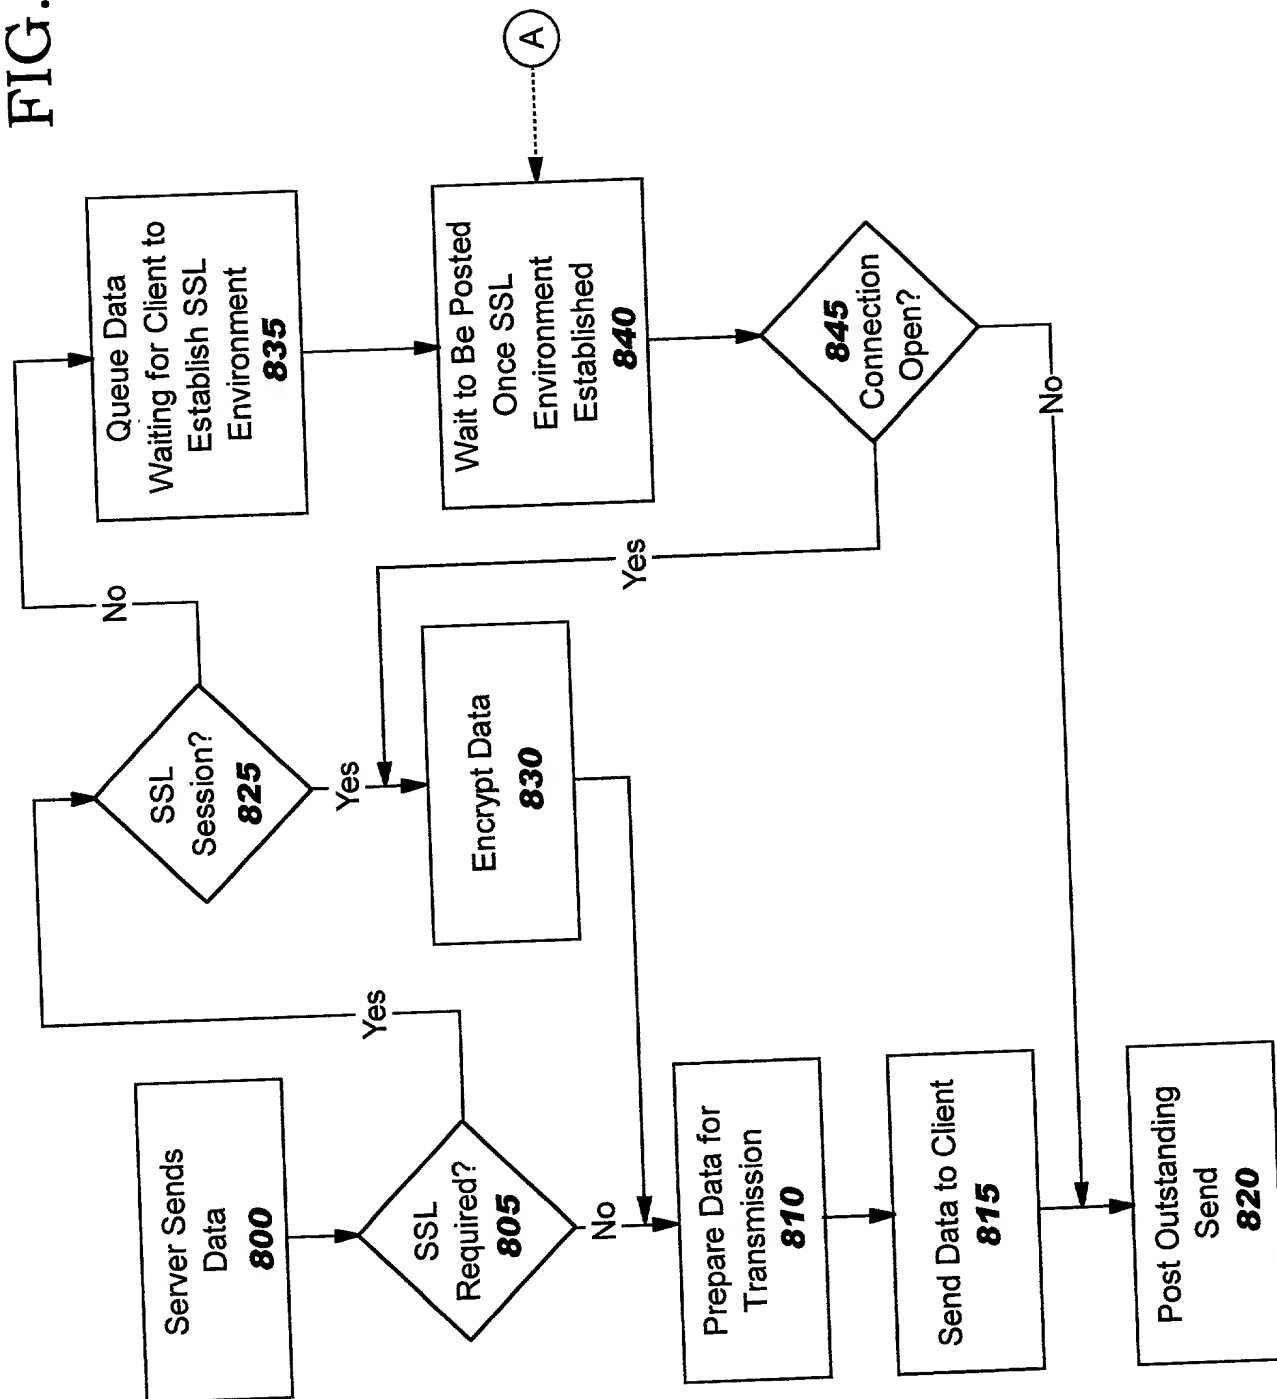 FIG.
Server Sends
Data
800
SSL
Required?
805
Yes
No
Prepare Data for
Transmission
810
Send Data to Client
815
Post Outstanding
Send
820
SSL
Session?
825
No
Yes
Encrypt Data
830
Queue Data
Waiting for Client to
Establish SSL
Environment
835
Wait to Be Posted
Once SSL
Environment
Established
840
A
845
Connection
Open?
Yes
No